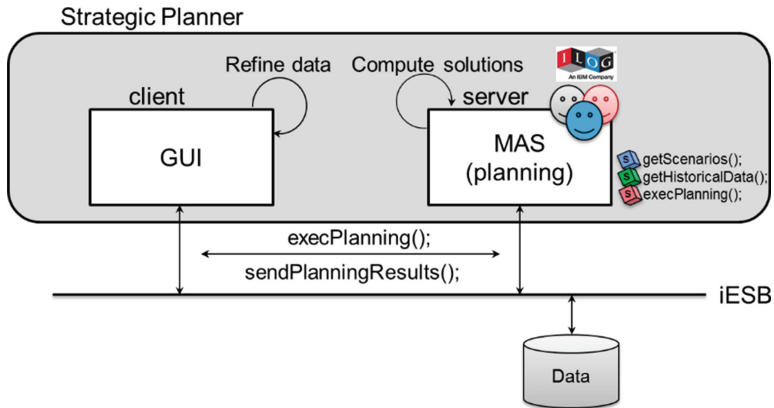 Strategic Planner
Refine data
Compute solutions
ILOG
An IBM Company
client
server
GUI
MAS
(planning)
S getScenarios();
S getHistoricalData();
S execPlanning();
execPlanning();
sendPlanningResults();
iESB
Data